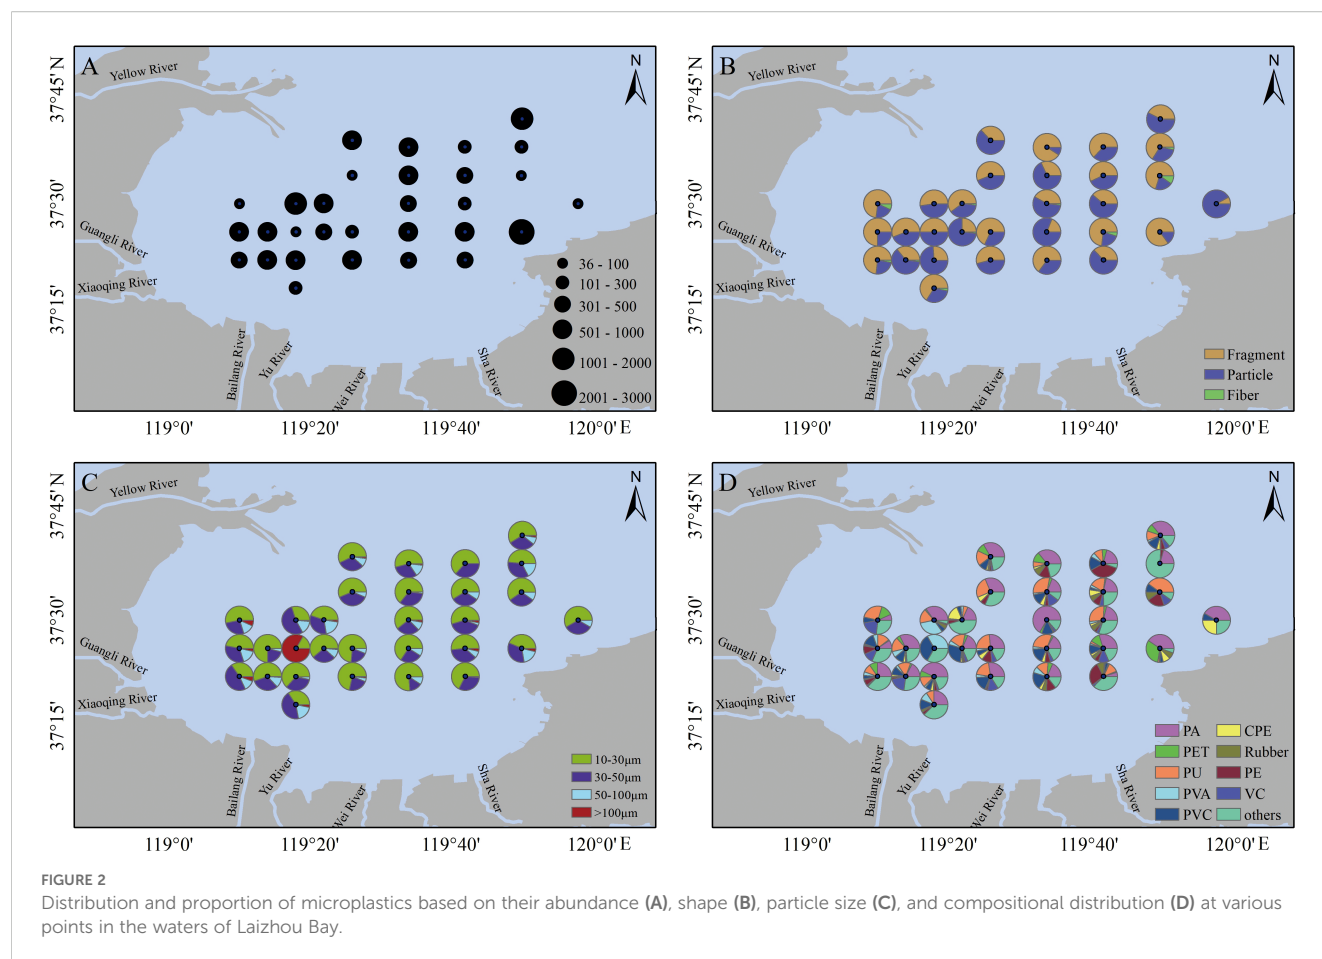 A
N
Yellow River
Guangli River
Xiaoqing River
Bailang River
Yu River
Wei River
Sha River
36 - 100
101 - 300
301 - 500
501 - 1000
1001 - 2000
2001 - 3000
37°45' N
37°30'
37°15'
119°0'
119°20'
119°40'
120°0' E
B
N
Yellow River
Guangli River
Xiaoqing River
Bailang River
Yu River
Wei River
Sha River
Fragment
Particle
Fiber
37°45' N
37°30'
37°15'
119°0'
119°20'
119°40'
120°0' E
C
N
Yellow River
Guangli River
Xiaoqing River
Bailang River
Yu River
Wei River
Sha River
10-30μm
30-50μm
50-100μm
>100μm
37°45' N
37°30'
37°15'
119°0'
119°20'
119°40'
120°0' E
D
N
Yellow River
Guangli River
Xiaoqing River
Bailang River
Yu River
Wei River
Sha River
PA CPE
PET Rubber
PU PE
PVA VC
PVC others
37°45' N
37°30'
37°15'
119°0'
119°20'
119°40'
120°0' E
FIGURE 2
Distribution and proportion of microplastics based on their abundance (A), shape (B), particle size (C), and compositional distribution (D) at various
points in the waters of Laizhou Bay.